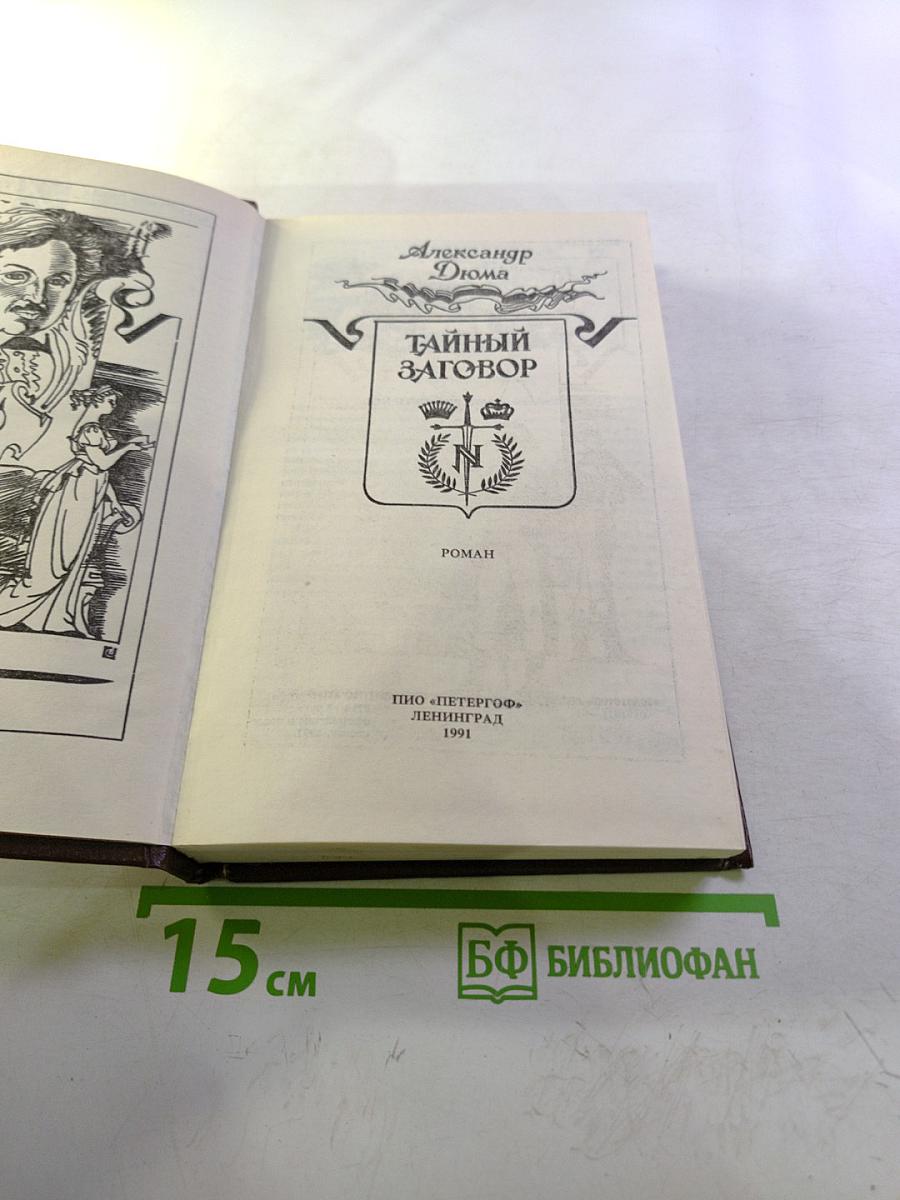 Александр
Дюма
ТАЙНЫЙ
ЗАГОВОР
N
РОМАН
ПИО «ПЕТЕРГОФ»
ЛЕНИНГРАД
1991
15 см
БФ БИБЛИОФАН